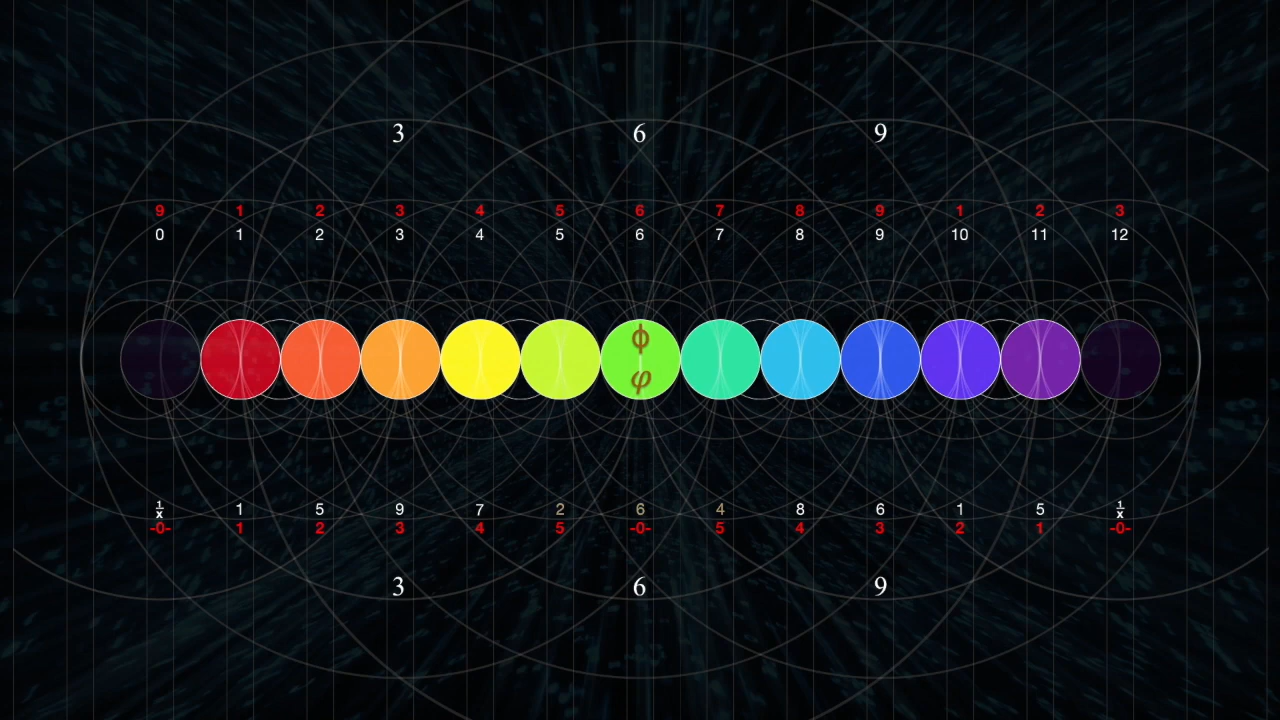 3 6 9
9 1 2 3 4 5 6 7 8 9 1 2 3
0 1 2 3 4 5 6 7 8 9 10 11 12
ϕ
φ
1/x 1 5 9 7 2 6 4 8 6 1 5 1/x
-0- 1 2 3 4 5 -0- 5 4 3 2 1 -0-
3 6 9